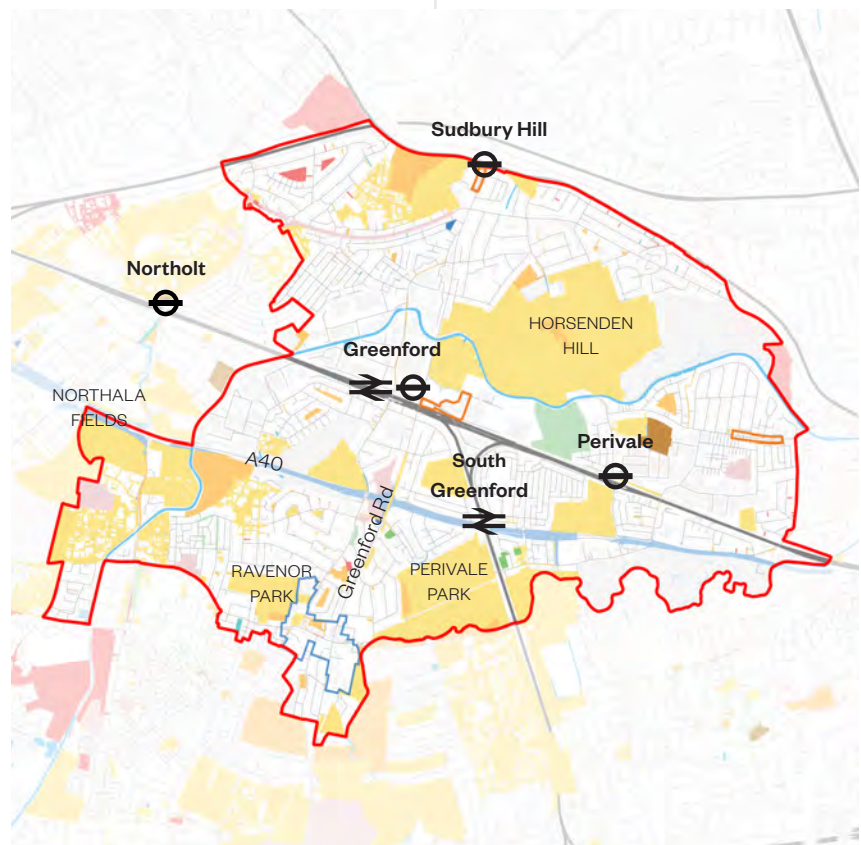 Sudbury Hill
Northolt
HORSENDEN
HILL
Greenford
NORTHALA
FIELDS
Perivale
A40
South
Greenford
Greenford Rd
RAVENOR
PARK
PERIVALE
PARK